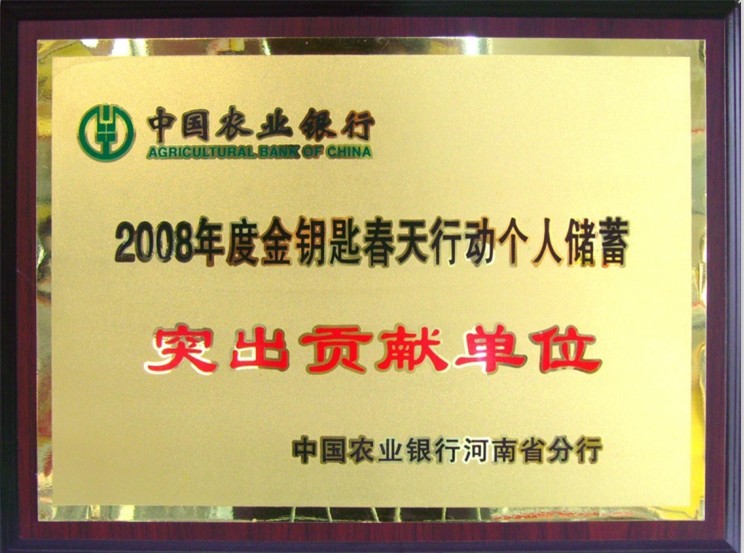 中国农业银行
AGRICULTURAL BANK OF CHINA
2008年度金钥匙春天行动个人储蓄
突出贡献单位
中国农业银行河南省分行